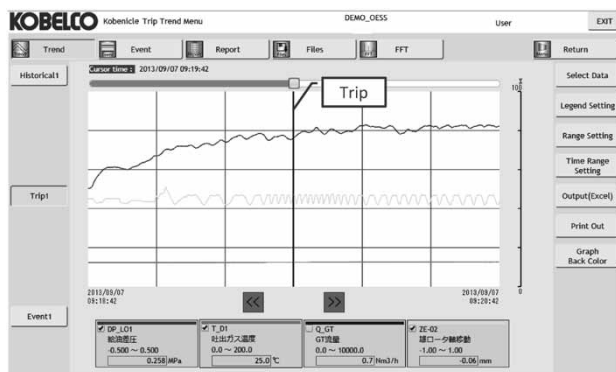 KOBELCO Kobenicle Trip Trend Menu DEMO_OESS User EXIT
Trend Event Report Files FFT Return
Historical1
Cursor time : 2013/09/07 09:19:42
Select Data
Trip
100
Legend Setting
Range Setting
Time Range
Setting
Trip1
Output(Excel)
Print Out
Graph
Back Color
0
2013/09/07
09:18:42
<< >>
2013/09/07
09:20:42
Event1
DP_LO1
給油差圧
-0.500 ～ 0.500
0.258 MPa
T_D1
吐出ガス温度
0.0 ～ 200.0
25.0 ℃
Q_GT
GT流量
0.0 ～ 10000.0
0.7 Nm3/h
ZE-02
雄ロータ軸移動
-1.00 ～ 1.00
-0.06 mm